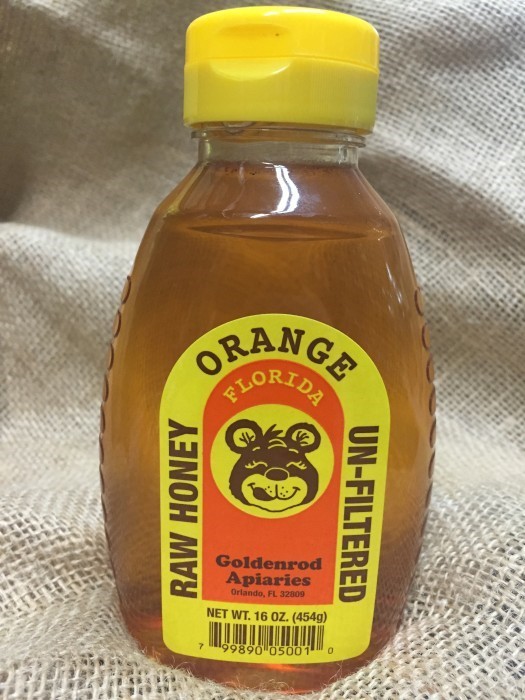 ORANGE
FLORIDA
RAW HONEY
UN-FILTERED
Goldenrod
Apiaries
Orlando, FL 32809
NET WT. 16 OZ. (454g)
7 99890 05001 0